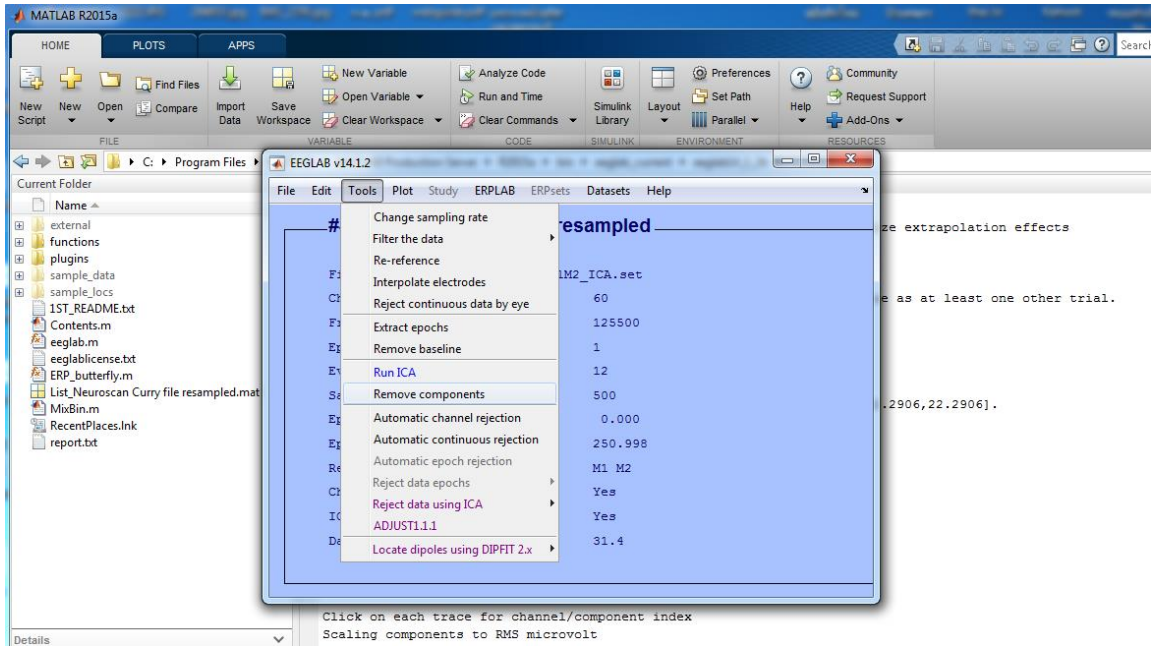 MATLAB R2015a
HOME PLOTS APPS
Search
New Script
New
Open
Find Files
Compare
Import Data
Save Workspace
New Variable
Open Variable
Clear Workspace
Analyze Code
Run and Time
Clear Commands
Simulink Library
Layout
Preferences
Set Path
Parallel
Help
Community
Request Support
Add-Ons
FILE VARIABLE CODE SIMULINK ENVIRONMENT RESOURCES
C: Program Files
Current Folder
Name
external
functions
plugins
sample_data
sample_locs
1ST_README.txt
Contents.m
eeglab.m
eeglablicense.txt
ERP_butterfly.m
List_Neuroscan Curry file resampled.mat
MixBin.m
RecentPlaces.lnk
report.txt
Details
EEGLAB v14.1.2
File Edit Tools Plot Study ERPLAB ERPsets Datasets Help
# resampled
1M2_ICA.set
60
125500
1
12
500
0.000
250.998
M1 M2
Yes
Yes
31.4
Change sampling rate
Filter the data
Re-reference
Interpolate electrodes
Reject continuous data by eye
Extract epochs
Remove baseline
Run ICA
Remove components
Automatic channel rejection
Automatic continuous rejection
Automatic epoch rejection
Reject data epochs
Reject data using ICA
ADJUST1.1.1
Locate dipoles using DIPFIT 2.x
ze extrapolation effects
e as at least one other trial.
.2906,22.2906].
Click on each trace for channel/component index
Scaling components to RMS microvolt